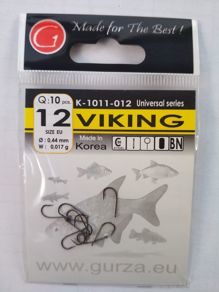 G
Made for The Best !
Q:10 pcs.
K-1011-012 Universal series
12 VIKING
SIZE EU
Ø: 0,44 mm
W: 0,017 g
Made in
Korea
BN
www.gurza.eu